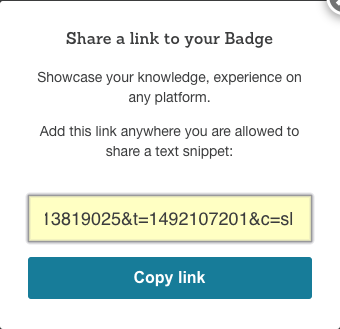 Share a link to your Badge
Showcase your knowledge, experience on
any platform.
Add this link anywhere you are allowed to
share a text snippet:
13819025&t=1492107201&c=sl
Copy link